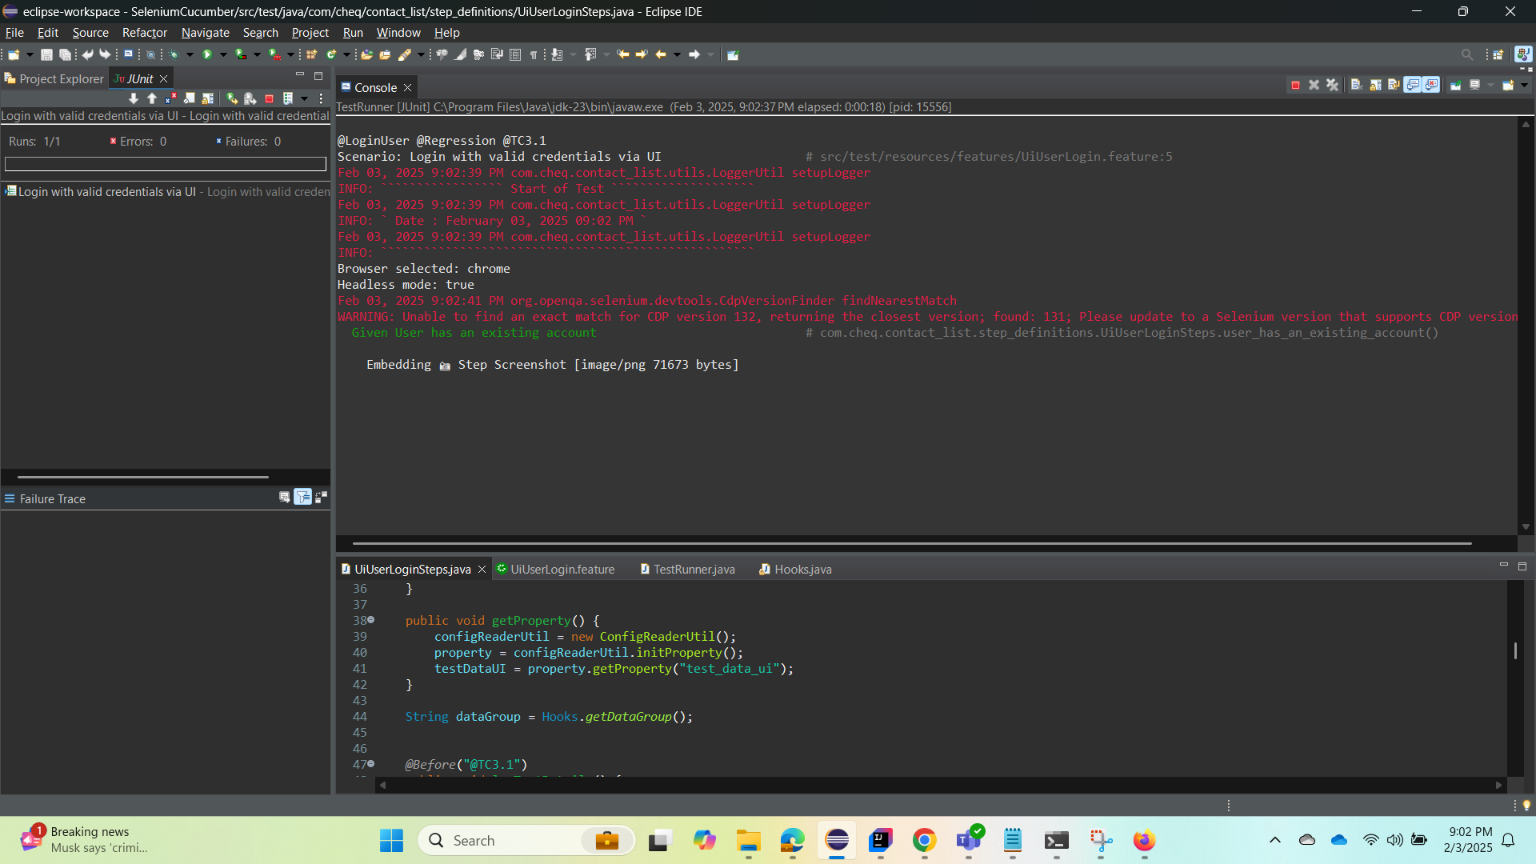 eclipse-workspace - SeleniumCucumber/src/test/java/com/cheq/contact_list/step_definitions/UiUserLoginSteps.java - Eclipse IDE
File Edit Source Refactor Navigate Search Project Run Window Help
Project Explorer JUnit
Console
TestRunner [JUnit] C:\Program Files\Java\jdk-23\bin\javaw.exe (Feb 3, 2025, 9:02:37 PM elapsed: 0:00:18) [pid: 15556]
Login with valid credentials via UI - Login with valid credential
Runs: 1/1 Errors: 0 Failures: 0
Login with valid credentials via UI - Login with valid creden
Failure Trace
@LoginUser @Regression @TC3.1
Scenario: Login with valid credentials via UI # src/test/resources/features/UiUserLogin.feature:5
Feb 03, 2025 9:02:39 PM com.cheq.contact_list.utils.LoggerUtil setupLogger
INFO: ````````````````` Start of Test ````````````````````
Feb 03, 2025 9:02:39 PM com.cheq.contact_list.utils.LoggerUtil setupLogger
INFO: ` Date : February 03, 2025 09:02 PM `
Feb 03, 2025 9:02:39 PM com.cheq.contact_list.utils.LoggerUtil setupLogger
INFO: ````````````````````````````````````````````````````
Browser selected: chrome
Headless mode: true
Feb 03, 2025 9:02:41 PM org.openqa.selenium.devtools.CdpVersionFinder findNearestMatch
WARNING: Unable to find an exact match for CDP version 132, returning the closest version; found: 131; Please update to a Selenium version that supports CDP version
Given User has an existing account # com.cheq.contact_list.step_definitions.UiUserLoginSteps.user_has_an_existing_account()
Embedding 📷 Step Screenshot [image/png 71673 bytes]
UiUserLoginSteps.java UiUserLogin.feature TestRunner.java Hooks.java
36 }
37
38 public void getProperty() {
39 configReaderUtil = new ConfigReaderUtil();
40 property = configReaderUtil.initProperty();
41 testDataUI = property.getProperty("test_data_ui");
42 }
43
44 String dataGroup = Hooks.getDataGroup();
45
46
47 @Before("@TC3.1")
1
Breaking news
Musk says 'crimi...
Search
9:02 PM
2/3/2025